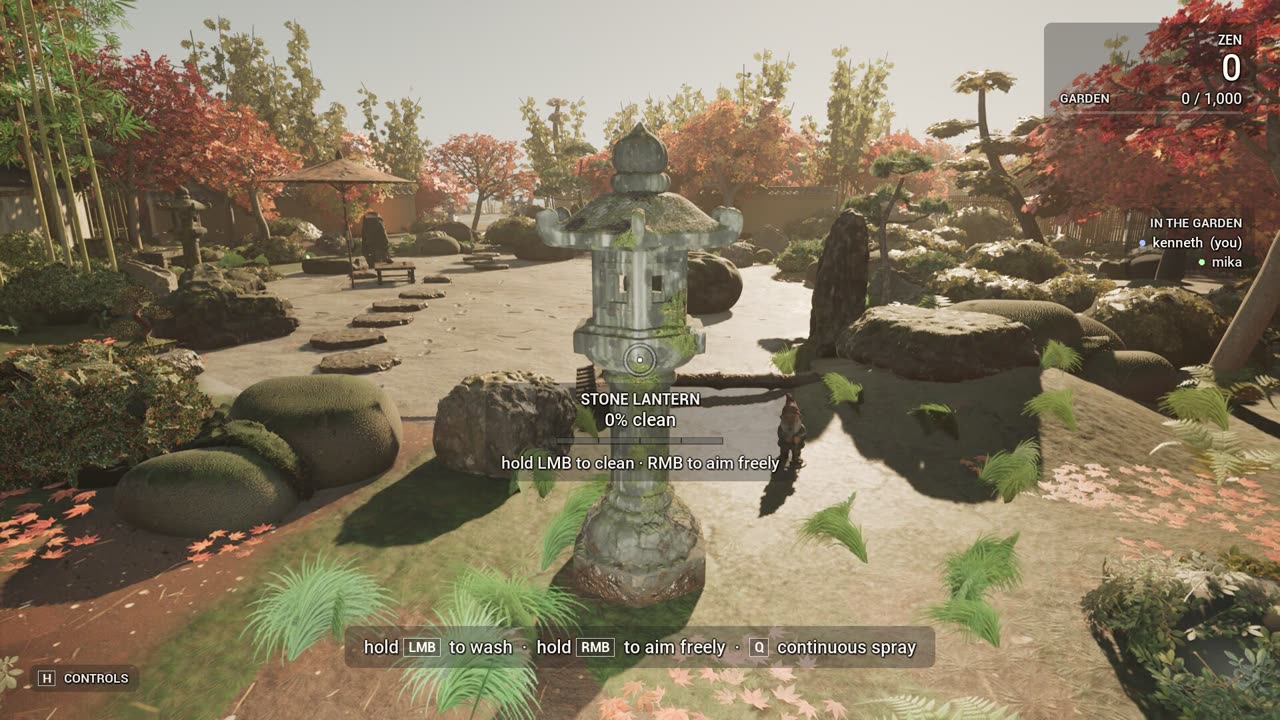 ZEN
0
GARDEN 0 / 1,000
IN THE GARDEN
kenneth (you)
mika
STONE LANTERN
0% clean
hold LMB to clean · RMB to aim freely
hold LMB to wash · hold RMB to aim freely · Q continuous spray
H CONTROLS